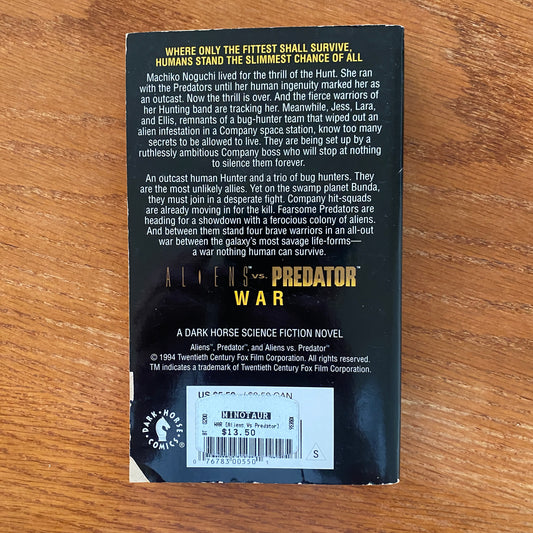 WHERE ONLY THE FITTEST SHALL SURVIVE,
HUMANS STAND THE SLIMMEST CHANCE OF ALL
Machiko Noguchi lived for the thrill of the Hunt. She ran
with the Predators until her human ingenuity marked her as
an outcast. Now the thrill is over. And the fierce warriors of
her Hunting band are tracking her. Meanwhile, Jess, Lara,
and Ellis, remnants of a bug-hunter team that wiped out an
alien infestation in a Company space station, know too many
secrets to be allowed to live. They are being set up by a
ruthlessly ambitious Company boss who will stop at nothing
to silence them forever.
An outcast human Hunter and a trio of bug hunters. They
are the most unlikely allies. Yet on the swamp planet Bunda,
they must join in a desperate fight. Company hit-squads
are already moving in for the kill. Fearsome Predators are
heading for a showdown with a ferocious colony of aliens.
And between them stand four brave warriors in an all-out
war between the galaxy's most savage life-forms—
a war nothing human can survive.
ALIENS™ vs. PREDATOR™
WAR
A DARK HORSE SCIENCE FICTION NOVEL
Aliens™, Predator™, and Aliens vs. Predator™
© 1994 Twentieth Century Fox Film Corporation. All rights reserved.
TM indicates a trademark of Twentieth Century Fox Film Corporation.
DARK HORSE COMICS®
MINOTAUR
WAR (Aliens Vs Predator)
$13.50
0 76783 00550 1
S